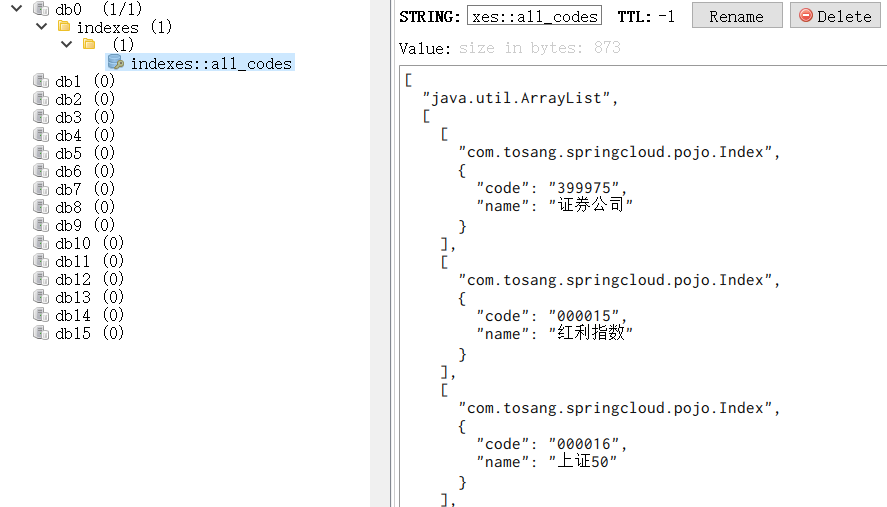 db0 (1/1)
indexes (1)
(1)
indexes::all_codes
db1 (0)
db2 (0)
db3 (0)
db4 (0)
db5 (0)
db6 (0)
db7 (0)
db8 (0)
db9 (0)
db10 (0)
db11 (0)
db12 (0)
db13 (0)
db14 (0)
db15 (0)
STRING: xes::all_codes TTL: -1 Rename Delete
Value: size in bytes: 873
[
"java.util.ArrayList",
[
[
"com.tosang.springcloud.pojo.Index",
{
"code": "399975",
"name": "证券公司"
}
],
[
"com.tosang.springcloud.pojo.Index",
{
"code": "000015",
"name": "红利指数"
}
],
[
"com.tosang.springcloud.pojo.Index",
{
"code": "000016",
"name": "上证50"
}
],